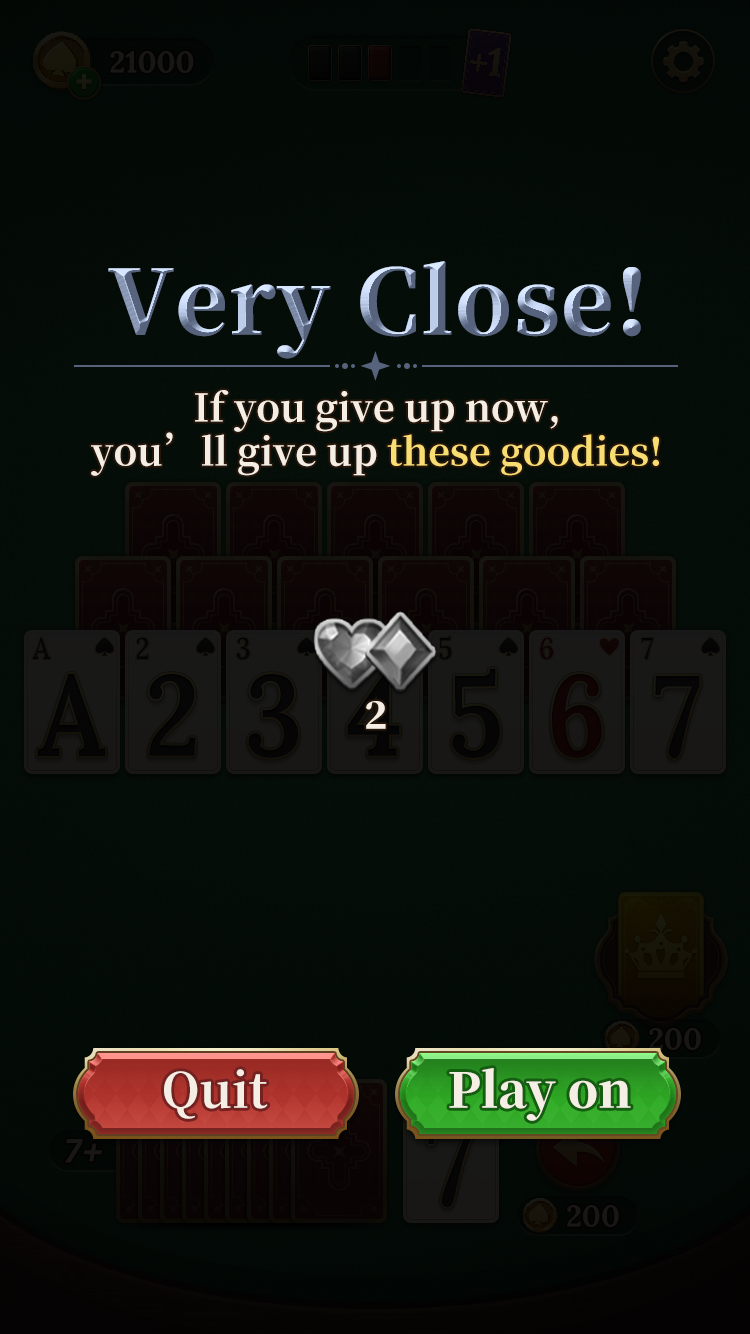 21000
+1
Very Close!
If you give up now,
you’ ll give up these goodies!
A 2 3 5 6 7
A 2 3 4 5 6 7
2
200
Quit
Play on
7+
7
200